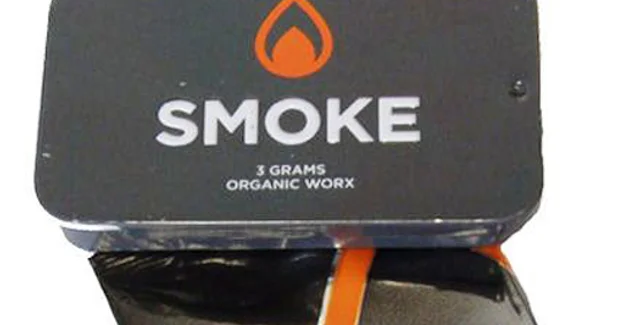 SMOKE
3 GRAMS
ORGANIC WORX